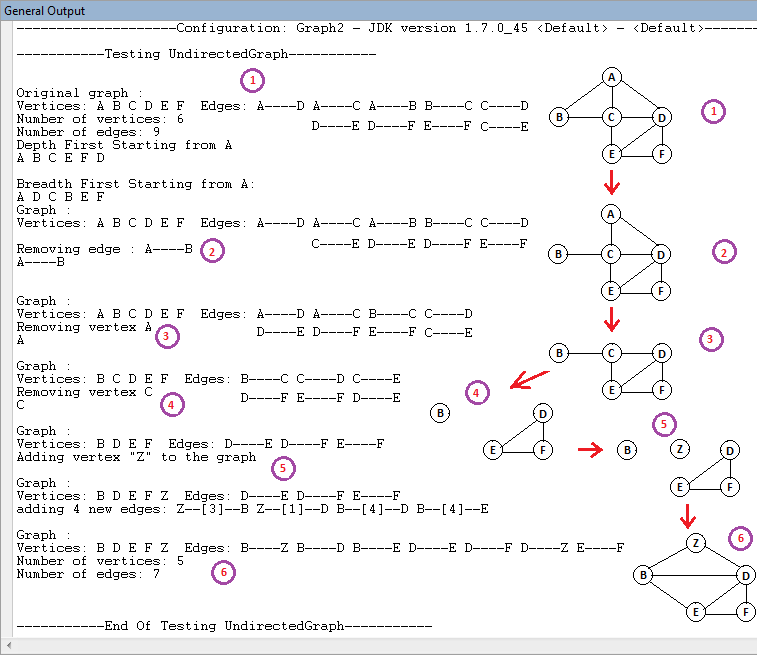 General Output
--------------------Configuration: Graph2 - JDK version 1.7.0_45 <Default> - <Default>-------
-----------Testing UndirectedGraph-----------
1
Original graph :
Vertices: A B C D E F  Edges: A----D A----C A----B B----C C----D
Number of vertices: 6 D----E D----F E----F C----E
Number of edges: 9
Depth First Starting from A
A B C E F D
Breadth First Starting from A:
A D C B E F
Graph :
Vertices: A B C D E F  Edges: A----D A----C A----B B----C C----D
C----E D----E D----F E----F
Removing edge : A----B 2
A----B
Graph :
Vertices: A B C D E F  Edges: A----D A----C B----C C----D
Removing vertex A 3 D----E D----F E----F C----E
A
Graph :
Vertices: B C D E F  Edges: B----C C----D C----E
Removing vertex C 4 D----F E----F D----E
C
Graph :
Vertices: B D E F  Edges: D----E D----F E----F
Adding vertex "Z" to the graph 5
Graph :
Vertices: B D E F Z  Edges: D----E D----F E----F
adding 4 new edges: Z--[3]--B Z--[1]--D B--[4]--D B--[4]--E
Graph :
Vertices: B D E F Z  Edges: B----Z B----D B----E D----E D----F D----Z E----F
Number of vertices: 5
Number of edges: 7 6
-----------End Of Testing UndirectedGraph-----------
A
B C D 1
E F
A
B C D 2
E F
3
B C D
E F
4
B D
E F
5
B Z D
E F
Z 6
B D
E F